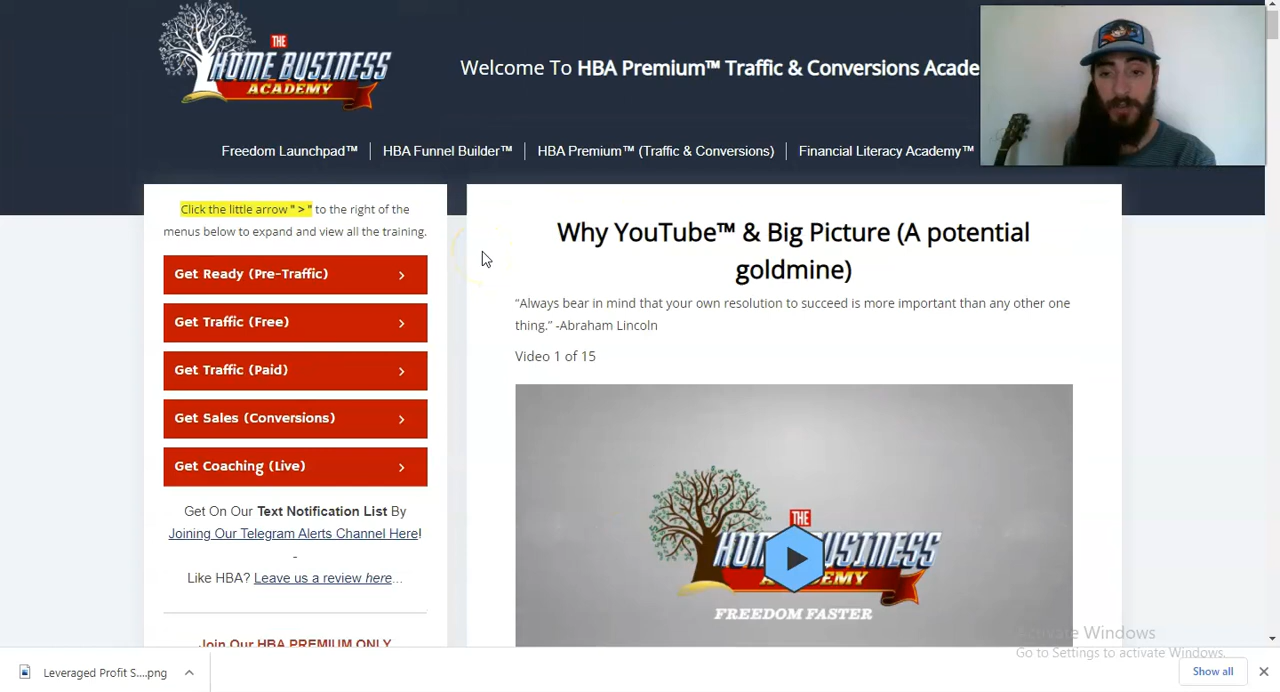 THE
HOME BUSINESS
ACADEMY
Welcome To HBA Premium™ Traffic & Conversions Acade
Freedom Launchpad™
HBA Funnel Builder™
HBA Premium™ (Traffic & Conversions)
Financial Literacy Academy™
Click the little arrow " > " to the right of the
menus below to expand and view all the training.
Get Ready (Pre-Traffic)
Get Traffic (Free)
Get Traffic (Paid)
Get Sales (Conversions)
Get Coaching (Live)
Get On Our Text Notification List By
Joining Our Telegram Alerts Channel Here!
-
Like HBA? Leave us a review here...
Join Our HBA PREMIUM ONLY
Why YouTube™ & Big Picture (A potential
goldmine)
“Always bear in mind that your own resolution to succeed is more important than any other one
thing.” -Abraham Lincoln
Video 1 of 15
THE
HOME BUSINESS
ACADEMY
FREEDOM FASTER
Activate Windows
Go to Settings to activate Windows.
Leveraged Profit S....png
Show all